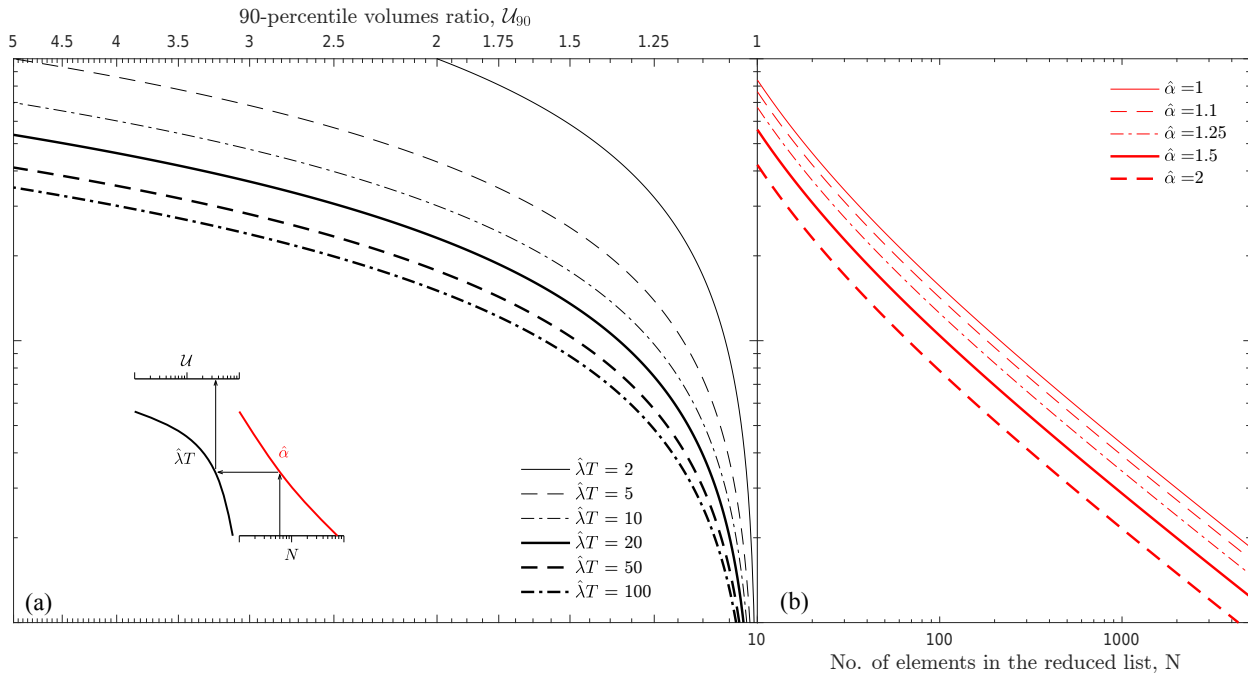 90-percentile volumes ratio, 𝒰₉₀
5 4.5 4 3.5 3 2.5 2 1.75 1.5 1.25 1
α̂ =1
α̂ =1.1
α̂ =1.25
α̂ =1.5
α̂ =2
𝒰
λ̂T
α̂
N
λ̂T = 2
λ̂T = 5
λ̂T = 10
λ̂T = 20
λ̂T = 50
λ̂T = 100
(a)
(b)
10 100 1000
No. of elements in the reduced list, N